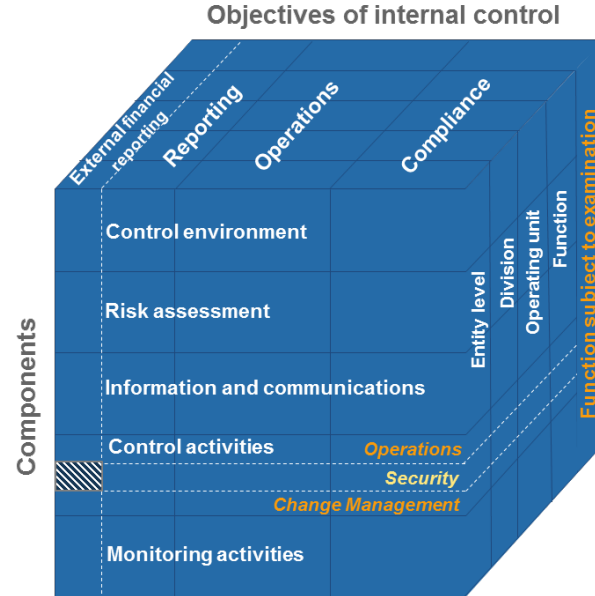 Objectives of internal control
External financial
reporting
Reporting
Operations
Compliance
Components
Control environment
Risk assessment
Information and communications
Control activities
Operations
Security
Change Management
Monitoring activities
Entity level
Division
Operating unit
Function
Function subject to examination